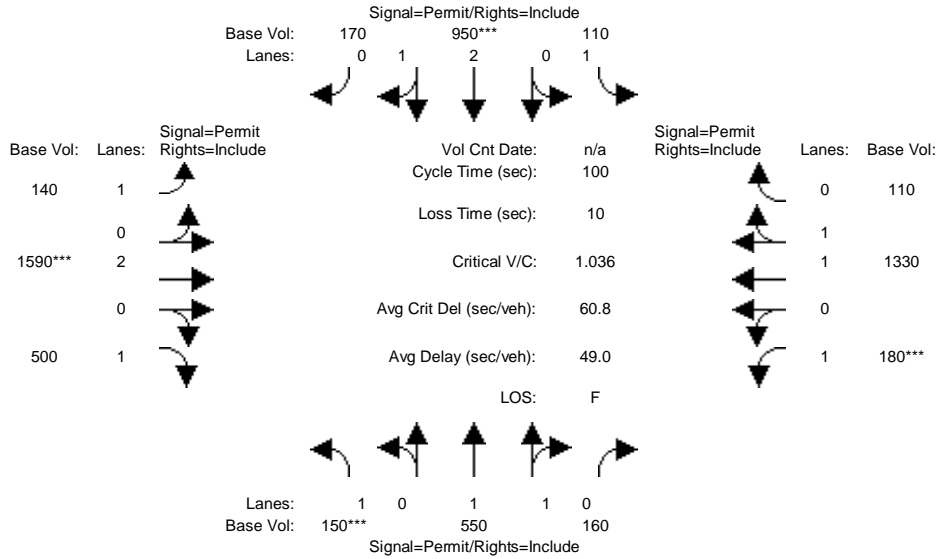 Signal=Permit/Rights=Include
Base Vol: 170 950*** 110
Lanes: 0 1 2 0 1
Signal=Permit
Rights=Include
Signal=Permit
Rights=Include
Base Vol: Lanes:
Vol Cnt Date: n/a
Lanes: Base Vol:
Cycle Time (sec): 100
140 1
0 110
Loss Time (sec): 10
0
1
1590*** 2
Critical V/C: 1.036
1 1330
0
Avg Crit Del (sec/veh): 60.8
0
500 1
Avg Delay (sec/veh): 49.0
1 180***
LOS: F
Lanes: 1 0 1 1 0
Base Vol: 150*** 550 160
Signal=Permit/Rights=Include